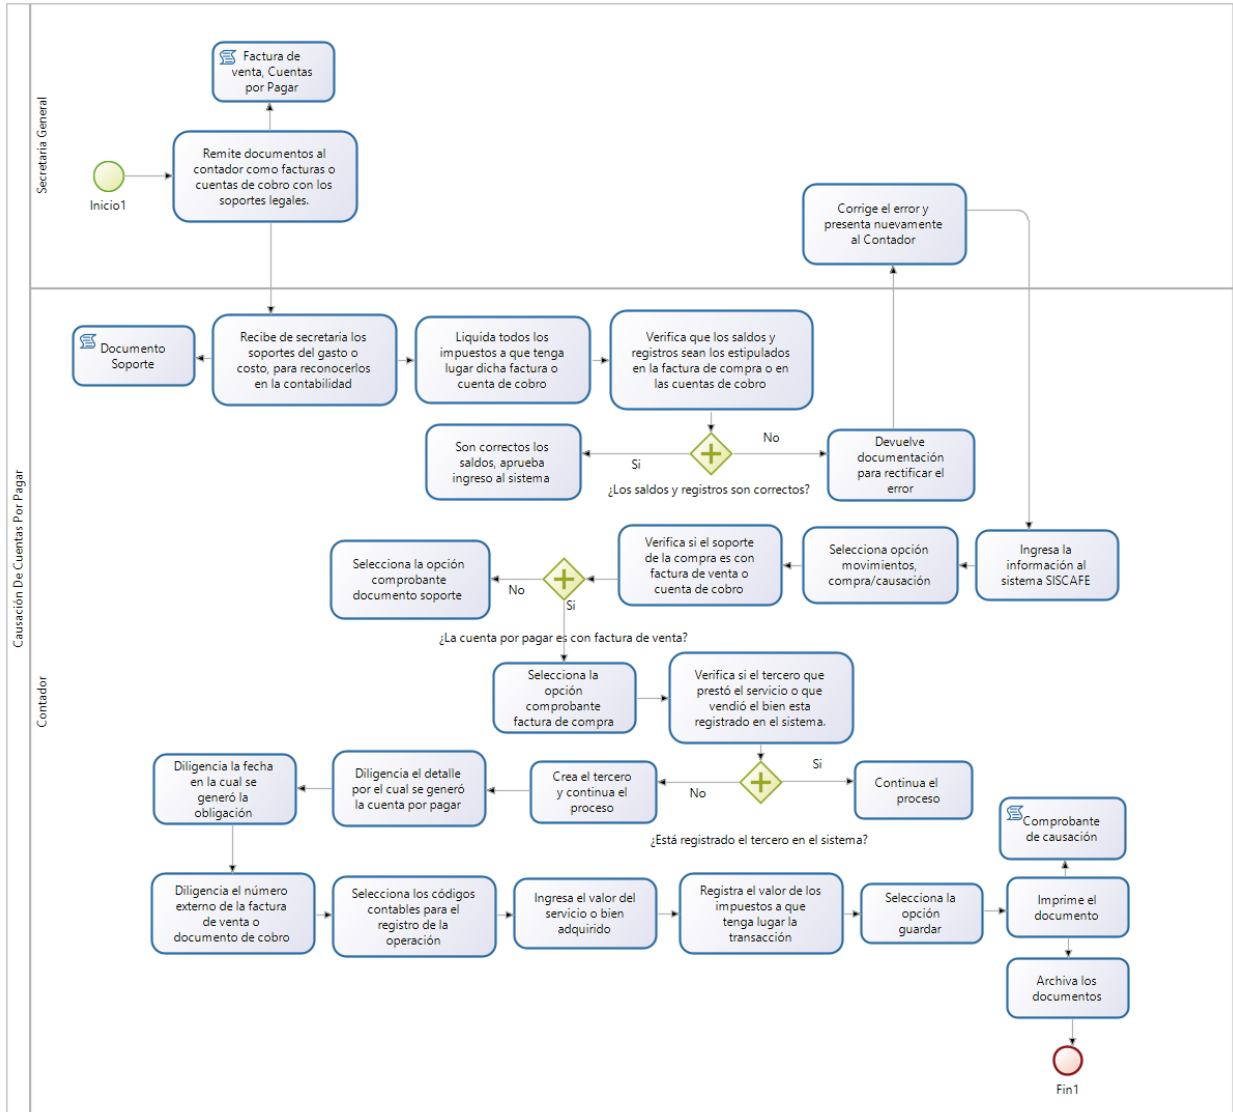 Causación De Cuentas Por Pagar
Secretaria General
Factura de
venta, Cuentas
por Pagar
Inicio1
Remite documentos al
contador como facturas o
cuentas de cobro con los
soportes legales.
Corrige el error y
presenta nuevamente
al Contador
Contador
Documento
Soporte
Recibe de secretaria los
soportes del gasto o
costo, para reconocerlos
en la contabilidad
Liquida todos los
impuestos a que tenga
lugar dicha factura o
cuenta de cobro
Verifica que los saldos y
registros sean los estipulados
en la factura de compra o en
las cuentas de cobro
Son correctos los
saldos, aprueba
ingreso al sistema
Si
No
¿Los saldos y registros son correctos?
Devuelve
documentación
para rectificar el
error
Ingresa la
información al
sistema SISCAFE
Selecciona opción
movimientos,
compra/causación
Verifica si el soporte
de la compra es con
factura de venta o
cuenta de cobro
No
Si
¿La cuenta por pagar es con factura de venta?
Selecciona la opción
comprobante
documento soporte
Selecciona la
opción
comprobante
factura de compra
Verifica si el tercero que
prestó el servicio o que
vendió el bien esta
registrado en el sistema.
Si
No
¿Está registrado el tercero en el sistema?
Continua el
proceso
Crea el tercero
y continua el
proceso
Diligencia el detalle
por el cual se generó
la cuenta por pagar
Diligencia la fecha
en la cual se
generó la
obligación
Diligencia el número
externo de la factura
de venta o
documento de cobro
Selecciona los códigos
contables para el
registro de la
operación
Ingresa el valor del
servicio o bien
adquirido
Registra el valor de los
impuestos a que
tenga lugar la
transacción
Selecciona la
opción
guardar
Imprime el
documento
Comprobante
de causación
Archiva los
documentos
Fin1